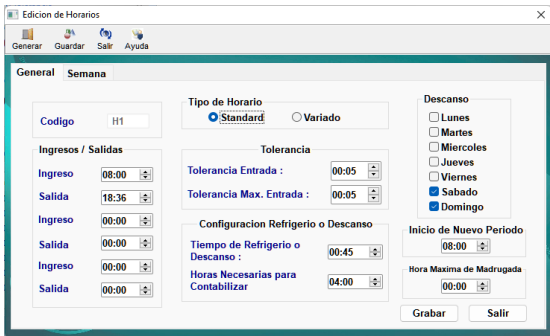 Edicion de Horarios
Generar Guardar Salir Ayuda
General Semana
Codigo H1
Tipo de Horario
Standard Variado
Descanso
Lunes
Martes
Miercoles
Jueves
Viernes
Sabado
Domingo
Ingresos / Salidas
Ingreso 08:00
Salida 18:36
Ingreso 00:00
Salida 00:00
Ingreso 00:00
Salida 00:00
Tolerancia
Tolerancia Entrada : 00:05
Tolerancia Max. Entrada : 00:05
Configuracion Refrigerio o Descanso
Tiempo de Refrigerio o
Descanso : 00:45
Horas Necesarias para
Contabilizar 04:00
Inicio de Nuevo Periodo
08:00
Hora Maxima de Madrugada
00:00
Grabar Salir